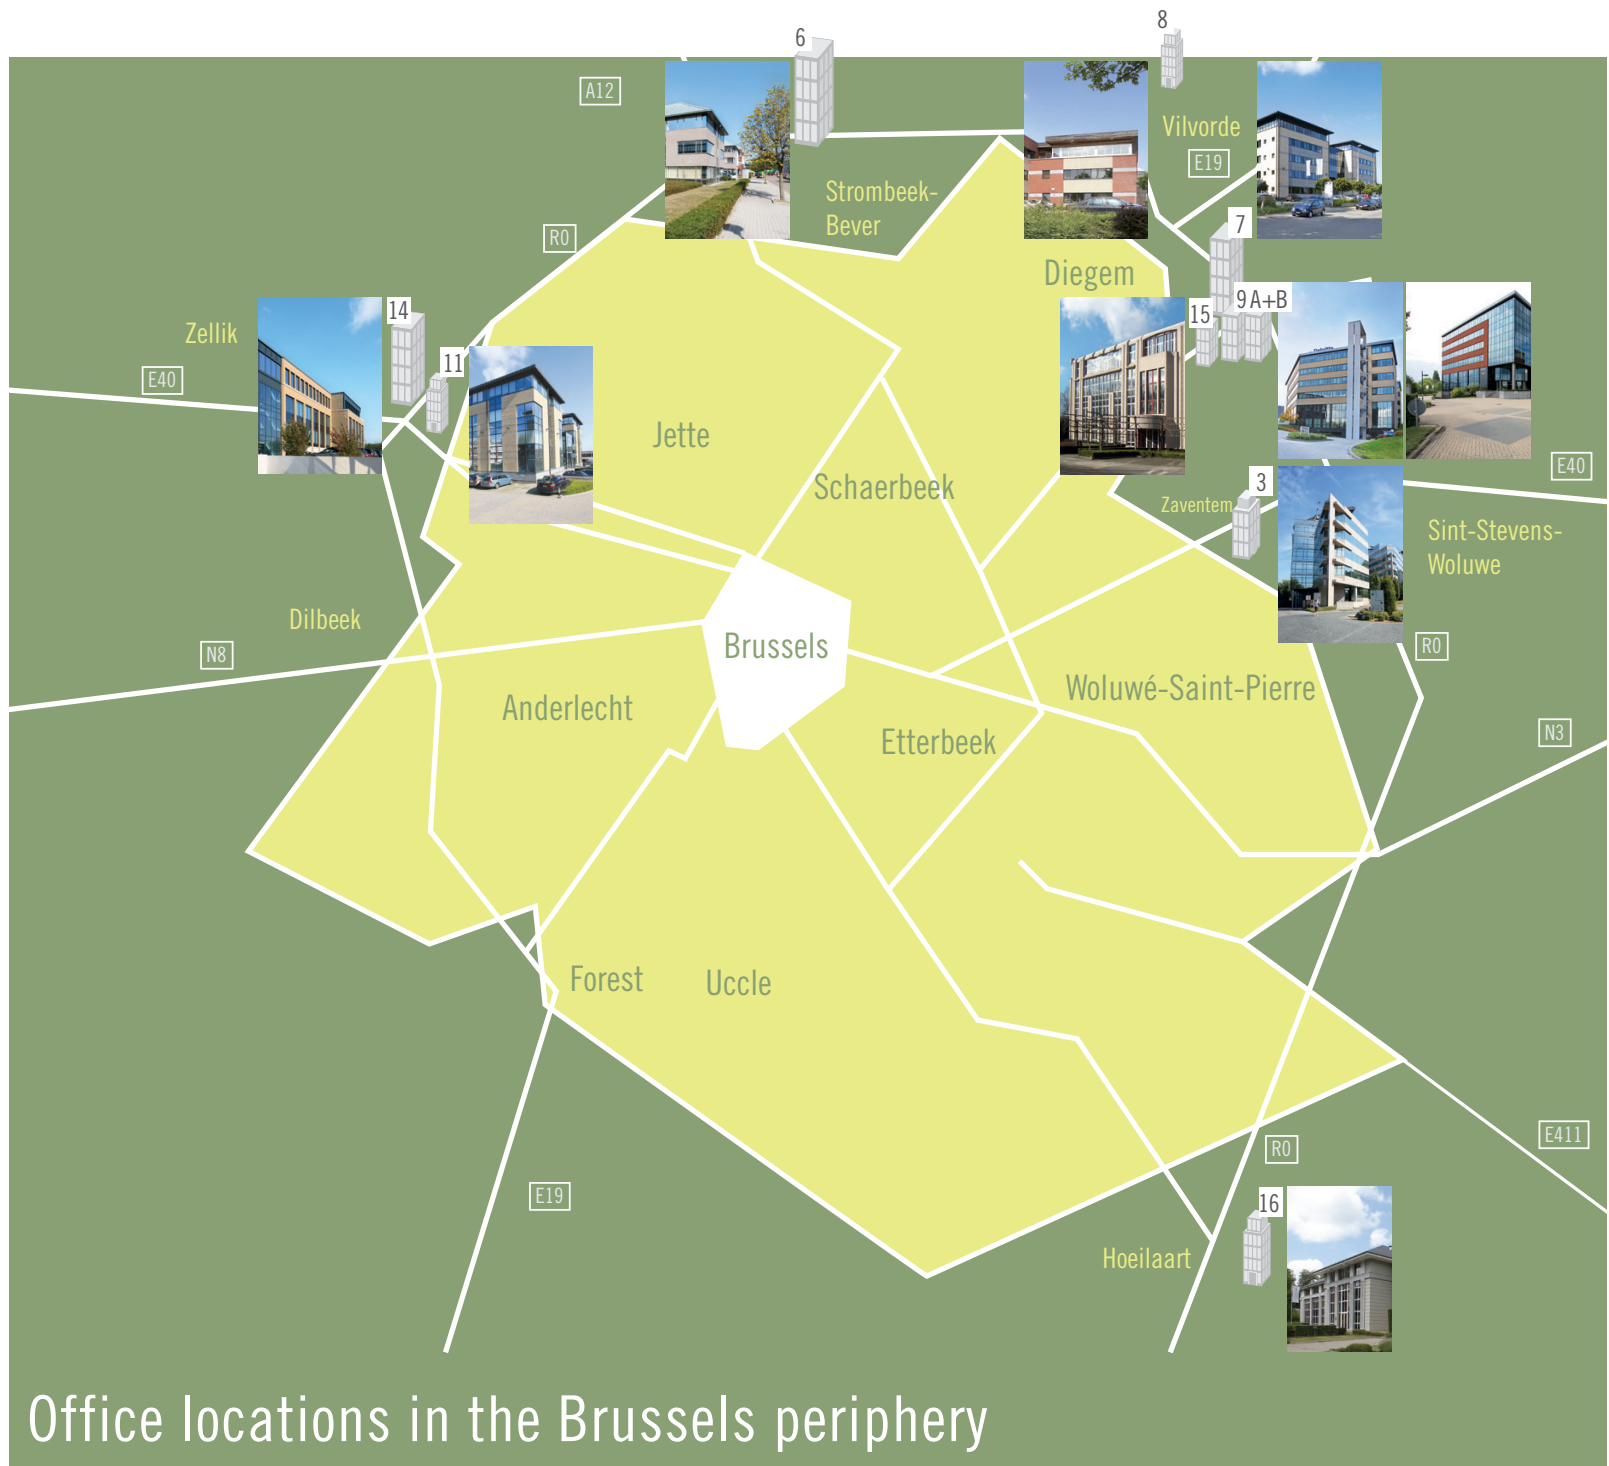 8
6
A12
Vilvorde
E19
Strombeek-
Bever
7
R0
Diegem
9 A+B
14
15
Zellik
11
E40
Jette
E40
Schaerbeek
3
Zaventem
Sint-Stevens-
Woluwe
Dilbeek
N8
Brussels
R0
Woluwé-Saint-Pierre
Anderlecht
N3
Etterbeek
Forest
Uccle
E411
R0
E19
16
Hoeilaart
Office locations in the Brussels periphery